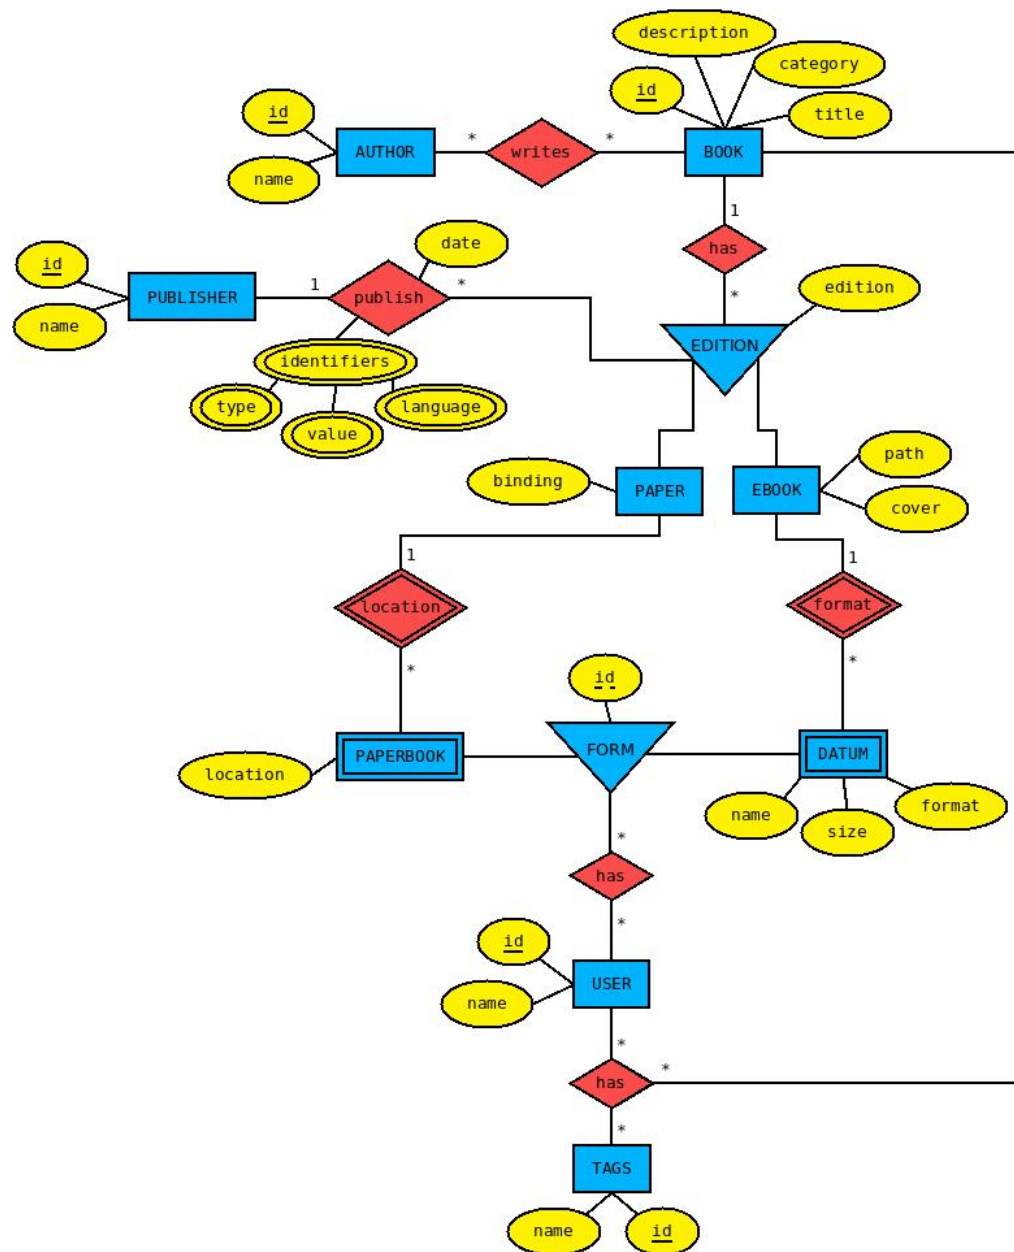 description
category
id
title
id
AUTHOR
*
writes
*
BOOK
name
1
has
date
id
PUBLISHER
1
publish
*
*
edition
name
EDITION
identifiers
type
language
value
path
binding
PAPER
EBOOK
cover
1
1
location
format
*
*
id
FORM
PAPERBOOK
DATUM
location
name
format
size
*
has
*
id
USER
name
*
*
has
*
TAGS
name
id